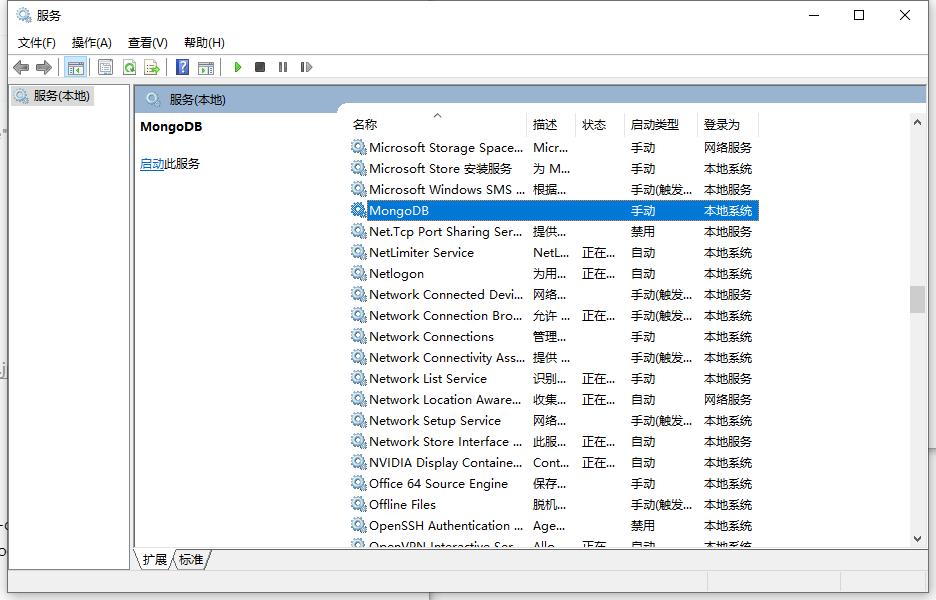 服务
文件(F) 操作(A) 查看(V) 帮助(H)
服务(本地)
服务(本地)
MongoDB
启动此服务
名称 描述 状态 启动类型 登录为
Microsoft Storage Space... Micr... 手动 网络服务
Microsoft Store 安装服务 为 M... 手动 本地系统
Microsoft Windows SMS ... 根据... 手动(触发... 本地系统
MongoDB 手动 本地系统
Net.Tcp Port Sharing Ser... 提供... 禁用 本地服务
NetLimiter Service NetL... 正在... 自动 本地系统
Netlogon 为用... 正在... 自动 本地系统
Network Connected Devi... 网络... 手动(触发... 本地服务
Network Connection Bro... 允许 ... 正在... 手动(触发... 本地系统
Network Connections 管理... 手动 本地系统
Network Connectivity Ass... 提供 ... 手动(触发... 本地系统
Network List Service 识别... 正在... 手动 本地服务
Network Location Aware... 收集... 正在... 自动 网络服务
Network Setup Service 网络... 手动(触发... 本地系统
Network Store Interface ... 此服... 正在... 自动 本地服务
NVIDIA Display Containe... Cont... 正在... 自动 本地系统
Office 64 Source Engine 保存... 手动 本地系统
Offline Files 脱机... 手动(触发... 本地系统
OpenSSH Authentication ... Age... 禁用 本地系统
OpenVPN Interactive Ser... Allo... 正在... 自动 本地系统
扩展 标准